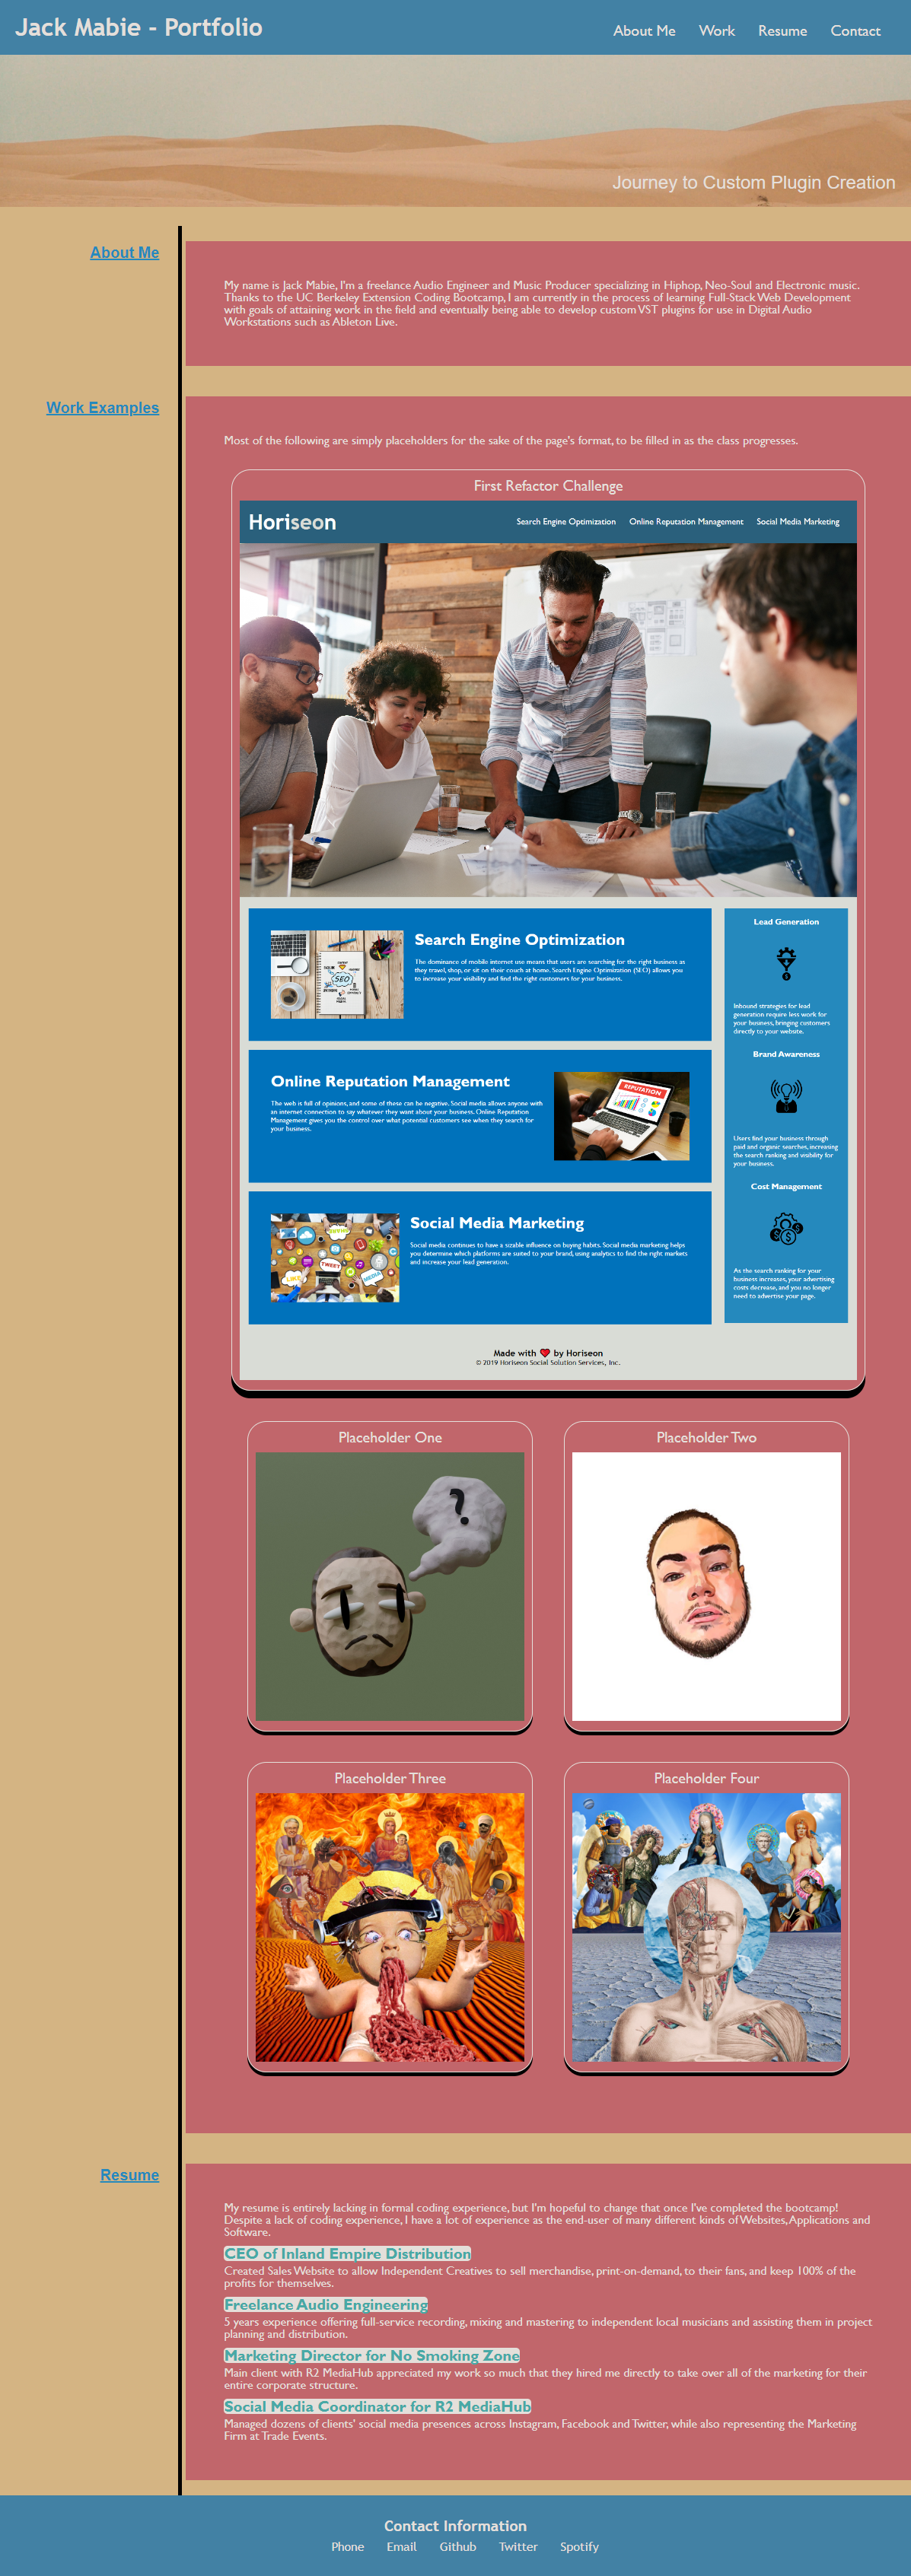 Jack Mabie - Portfolio
About Me Work Resume Contact
Journey to Custom Plugin Creation
About Me
My name is Jack Mabie, I'm a freelance Audio Engineer and Music Producer specializing in Hiphop, Neo-Soul and Electronic music.
Thanks to the UC Berkeley Extension Coding Bootcamp, I am currently in the process of learning Full-Stack Web Development
with goals of attaining work in the field and eventually being able to develop custom VST plugins for use in Digital Audio
Workstations such as Ableton Live.
Work Examples
Most of the following are simply placeholders for the sake of the page's format, to be filled in as the class progresses.
First Refactor Challenge
Horiseon
Search Engine Optimization Online Reputation Management Social Media Marketing
Search Engine Optimization
The dominance of mobile internet use means that users are searching for the right business as
they travel, shop, or sit on their couch at home. Search Engine Optimization (SEO) allows you
to increase your visibility and find the right customers for your business.
SEO
Online Reputation Management
The web is full of opinions, and some of these can be negative. Social media allows anyone with
an internet connection to say whatever they want about your business. Online Reputation
Management gives you the control over what potential customers see when they search for
your business.
REPUTATION
Social Media Marketing
Social media continues to have a sizable influence on buying habits. Social media marketing helps
you determine which platforms are suited to your brand, using analytics to find the right markets
and increase your lead generation.
TWEET
LIKE
MEDIA
Lead Generation
Inbound strategies for lead
generation require less work for
your business, bringing customers
directly to your website.
Brand Awareness
Users find your business through
paid and organic searches, increasing
the search ranking and visibility for
your business.
Cost Management
As the search ranking for your
business increases, your advertising
costs decrease, and you no longer
need to advertise your page.
Made with ❤ by Horiseon
© 2019 Horiseon Social Solution Services, Inc.
Placeholder One
?
Placeholder Two
Placeholder Three
Placeholder Four
Resume
My resume is entirely lacking in formal coding experience, but I'm hopeful to change that once I've completed the bootcamp!
Despite a lack of coding experience, I have a lot of experience as the end-user of many different kinds of Websites, Applications and
Software.
CEO of Inland Empire Distribution
Created Sales Website to allow Independent Creatives to sell merchandise, print-on-demand, to their fans, and keep 100% of the
profits for themselves.
Freelance Audio Engineering
5 years experience offering full-service recording, mixing and mastering to independent local musicians and assisting them in project
planning and distribution.
Marketing Director for No Smoking Zone
Main client with R2 MediaHub appreciated my work so much that they hired me directly to take over all of the marketing for their
entire corporate structure.
Social Media Coordinator for R2 MediaHub
Managed dozens of clients' social media presences across Instagram, Facebook and Twitter, while also representing the Marketing
Firm at Trade Events.
Contact Information
Phone Email Github Twitter Spotify